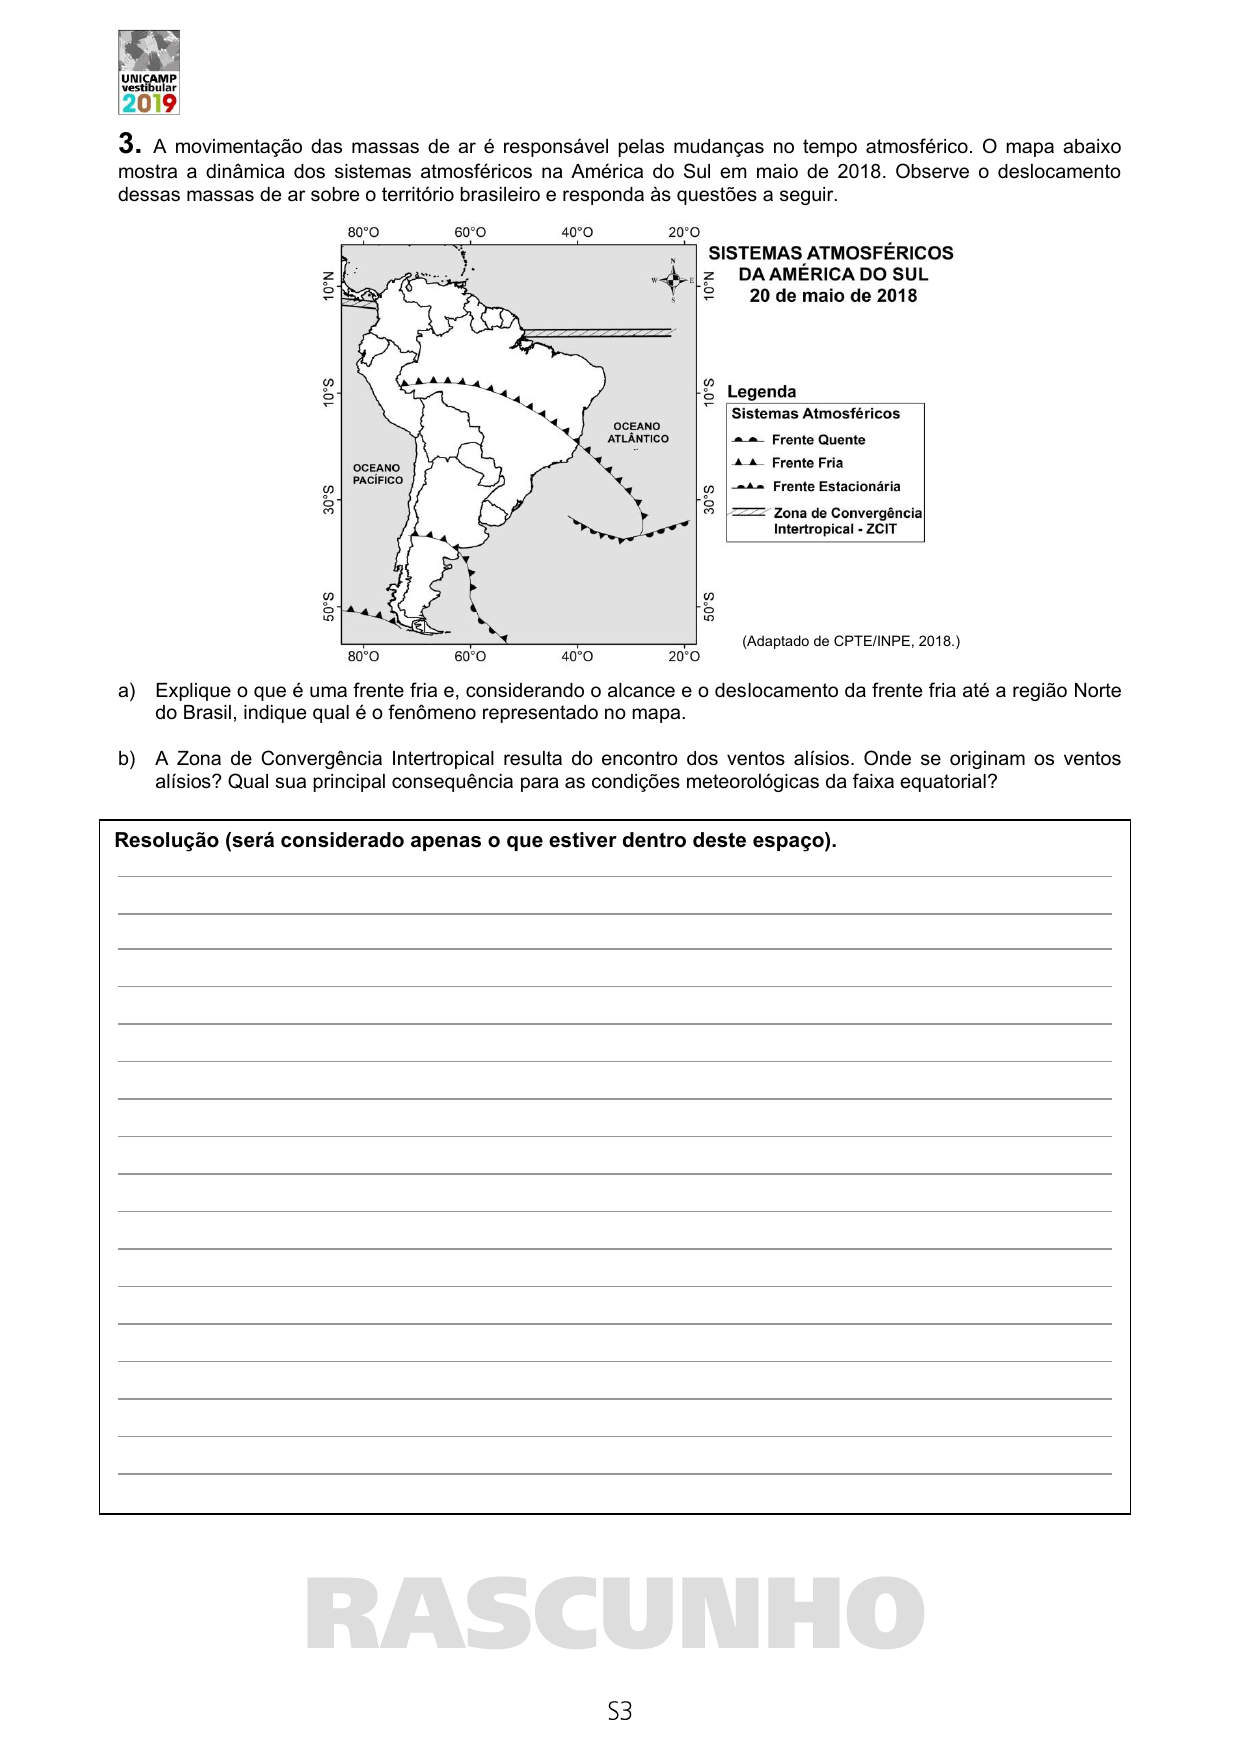 UNICAMP
vestibular
2019
3. A movimentação das massas de ar é responsável pelas mudanças no tempo atmosférico. O mapa abaixo
mostra a dinâmica dos sistemas atmosféricos na América do Sul em maio de 2018. Observe o deslocamento
dessas massas de ar sobre o território brasileiro e responda às questões a seguir.
80°O 60°O 40°O 20°O
SISTEMAS ATMOSFÉRICOS
DA AMÉRICA DO SUL
20 de maio de 2018
N
W E
S
10°N 10°N
10°S 10°S
Legenda
Sistemas Atmosféricos
Frente Quente
Frente Fria
Frente Estacionária
Zona de Convergência
Intertropical - ZCIT
OCEANO
ATLÂNTICO
OCEANO
PACÍFICO
30°S 30°S
50°S 50°S
(Adaptado de CPTE/INPE, 2018.)
80°O 60°O 40°O 20°O
a) Explique o que é uma frente fria e, considerando o alcance e o deslocamento da frente fria até a região Norte
do Brasil, indique qual é o fenômeno representado no mapa.
b) A Zona de Convergência Intertropical resulta do encontro dos ventos alísios. Onde se originam os ventos
alísios? Qual sua principal consequência para as condições meteorológicas da faixa equatorial?
Resolução (será considerado apenas o que estiver dentro deste espaço).
RASCUNHO
S3